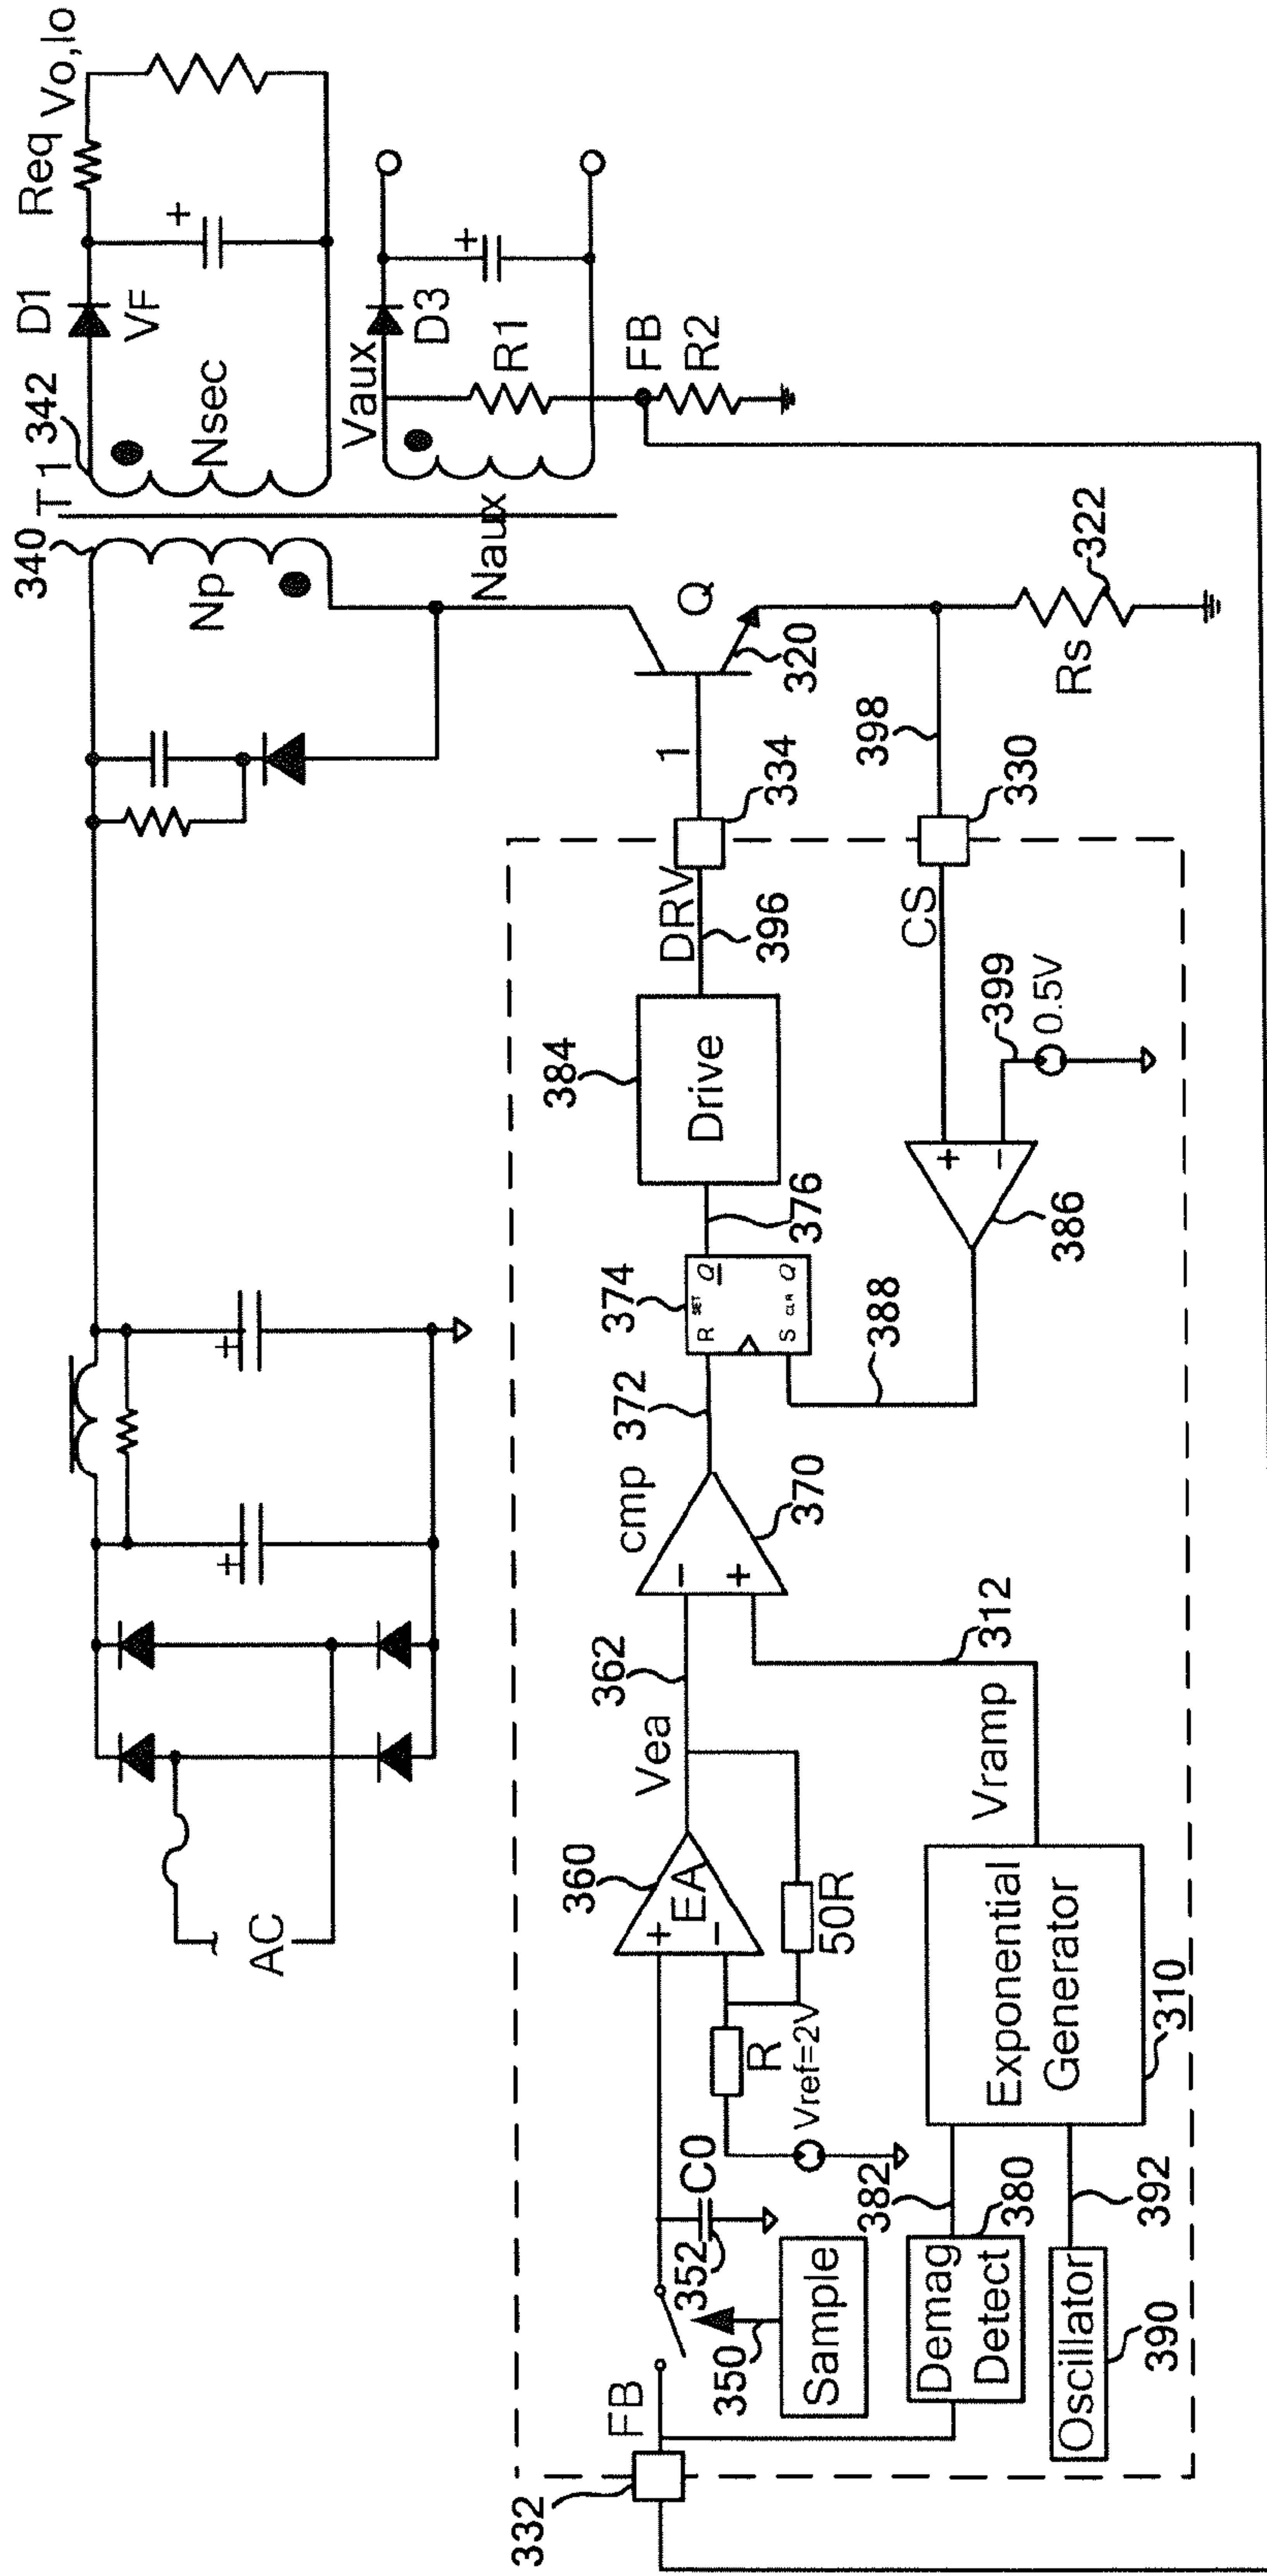 AC
340
T1
342
D1
Req
Vo,Io
VF
Np
Nsec
Vaux
D3
R1
FB
R2
Naux
Q
320
322
Rs
1
334
398
330
DRV
396
CS
384
Drive
376
399
0.5V
+
−
386
374
R
SET
Q
S
CLR
Q
372
388
cmp
370
−
+
362
Vea
312
Vramp
360
EA
+
−
50R
R
Vref=2V
352
C0
350
Sample
FB
332
382
380
Demag
Detect
392
Oscillator
390
Exponential
Generator
310